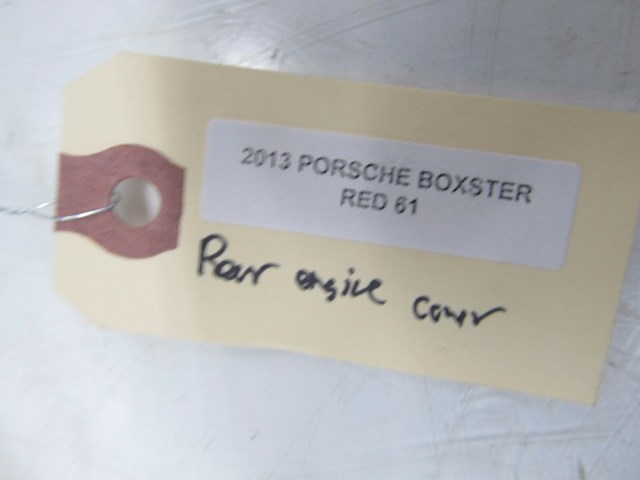 2013 PORSCHE BOXSTER
RED 61
Rear engine cover